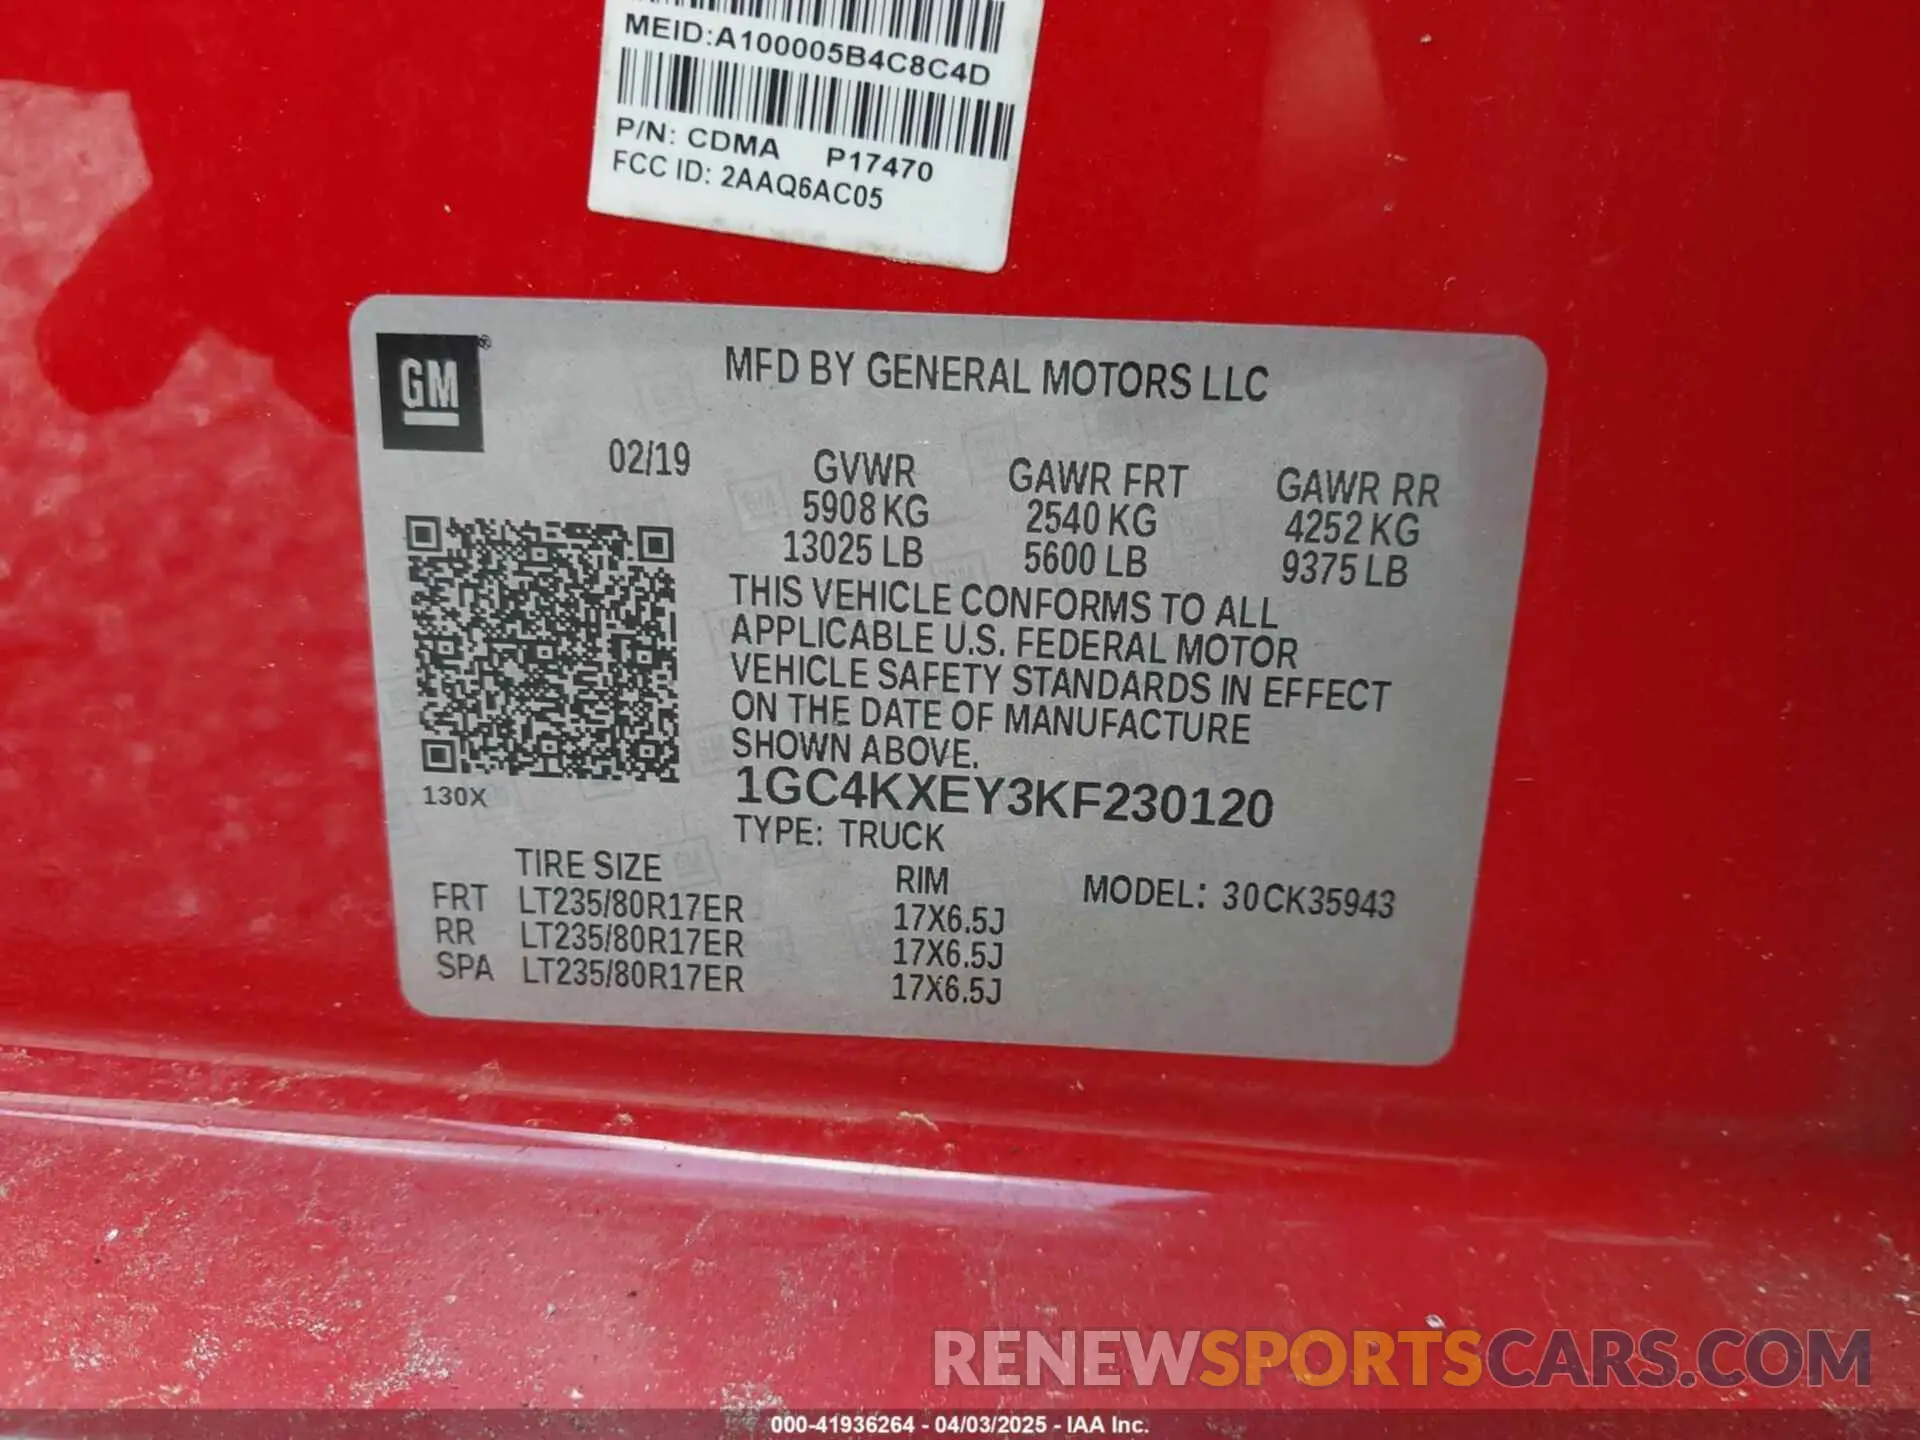 MEID:A100005B4C8C4D
P/N: CDMA P17470
FCC ID: 2AAQ6AC05
GM®
MFD BY GENERAL MOTORS LLC
02/19 GVWR GAWR FRT GAWR RR
5908 KG 2540 KG 4252 KG
13025 LB 5600 LB 9375 LB
THIS VEHICLE CONFORMS TO ALL
APPLICABLE U.S. FEDERAL MOTOR
VEHICLE SAFETY STANDARDS IN EFFECT
ON THE DATE OF MANUFACTURE
SHOWN ABOVE.
130X
1GC4KXEY3KF230120
TYPE: TRUCK
TIRE SIZE RIM MODEL: 30CK35943
FRT LT235/80R17ER 17X6.5J
RR LT235/80R17ER 17X6.5J
SPA LT235/80R17ER 17X6.5J
RENEWSPORTSCARS.COM
000-41936264 - 04/03/2025 - IAA Inc.